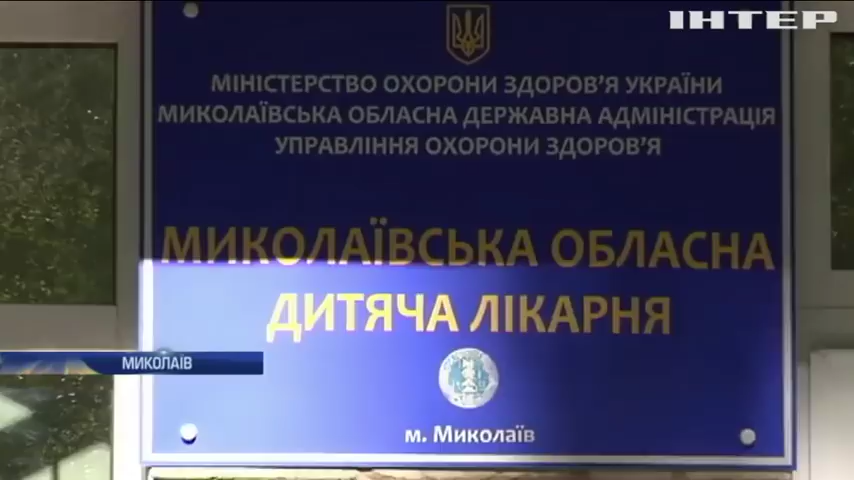 ІНТЕР
МІНІСТЕРСТВО ОХОРОНИ ЗДОРОВ'Я УКРАЇНИ
МИКОЛАЇВСЬКА ОБЛАСНА ДЕРЖАВНА АДМІНІСТРАЦІЯ
УПРАВЛІННЯ ОХОРОНИ ЗДОРОВ'Я
МИКОЛАЇВСЬКА ОБЛАСНА
ДИТЯЧА ЛІКАРНЯ
МИКОЛАЇВ
м. Миколаїв